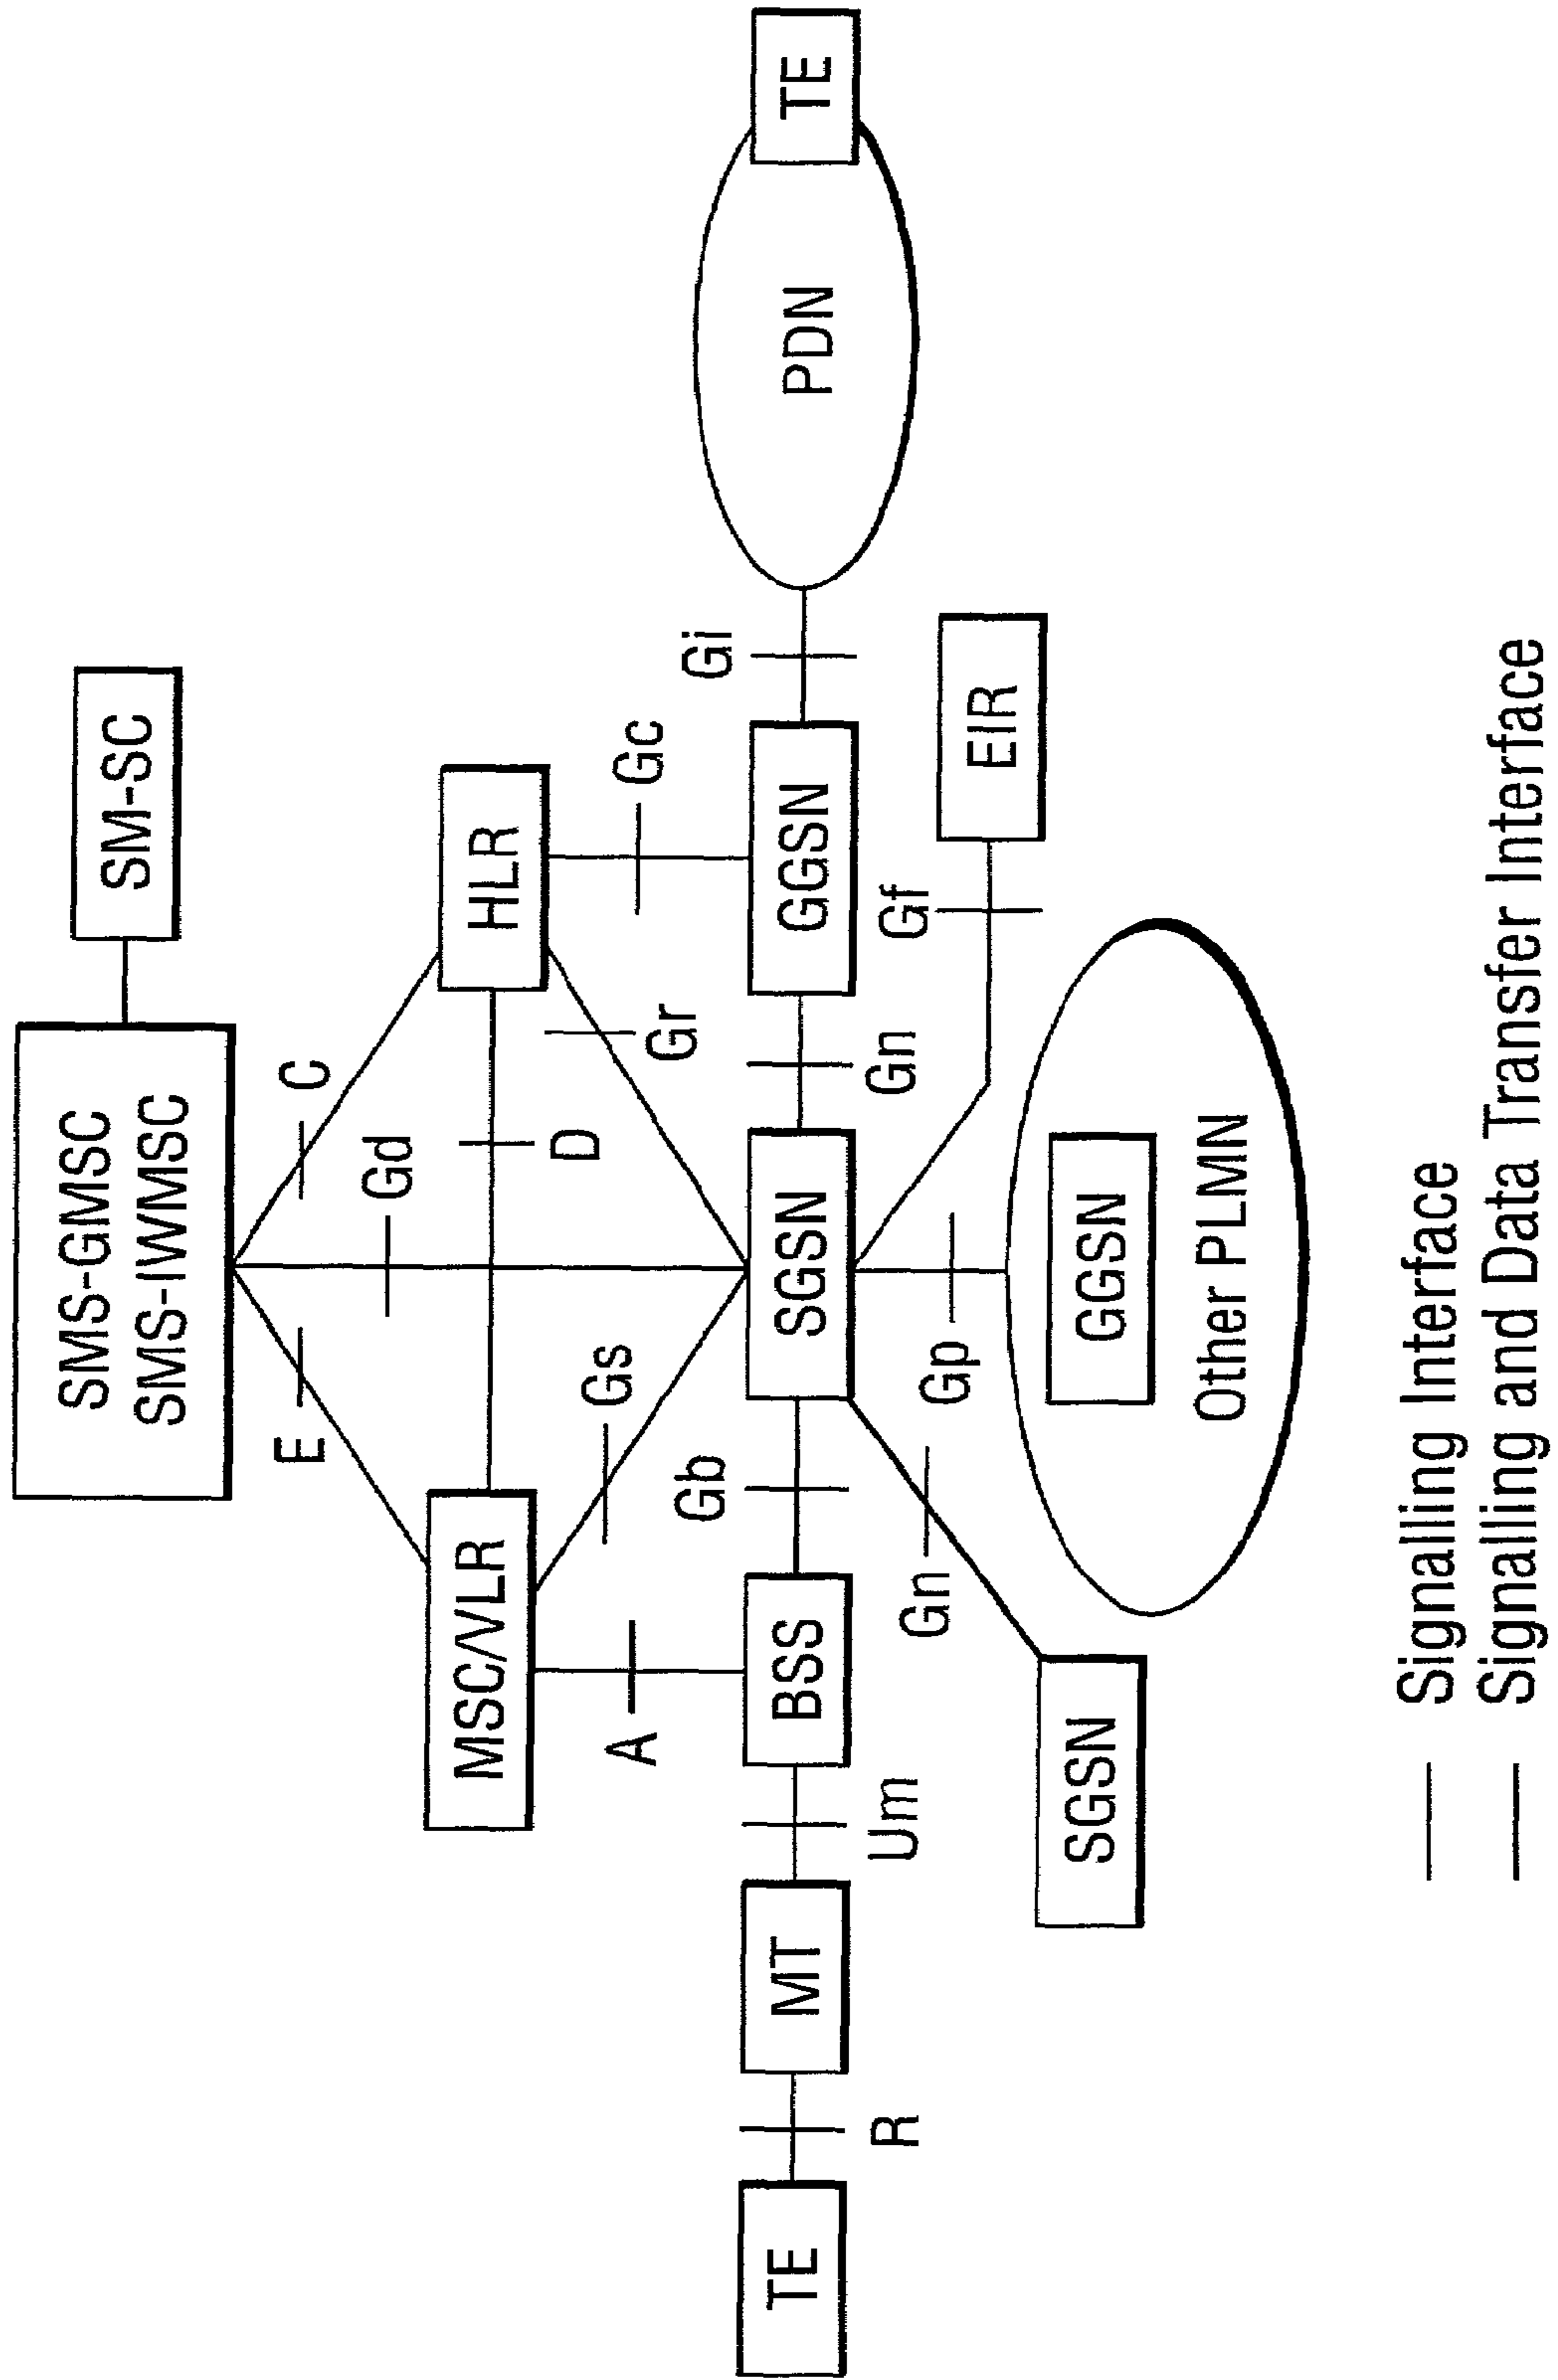 SMS-GMSC
SMS-IWMSC
SM-SC
E
C
Gd
MSC/VLR
HLR
D
Gs
Gr
Gc
A
Gb
Gi
TE
MT
BSS
SGSN
GGSN
PDN
TE
R
Um
Gn
Gf
Gn
Gp
EIR
SGSN
GGSN
Other PLMN
Signalling Interface
Signalling and Data Transfer Interface